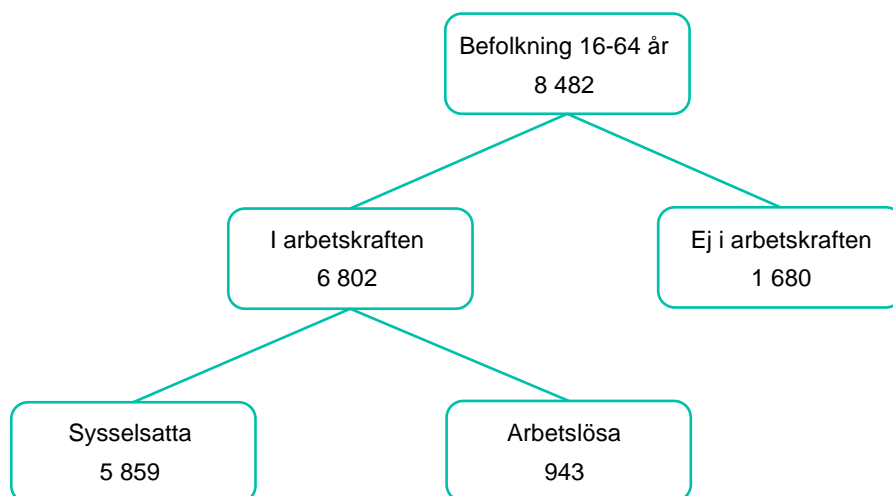 Befolkning 16-64 år
8 482
I arbetskraften
6 802
Ej i arbetskraften
1 680
Sysselsatta
5 859
Arbetslösa
943